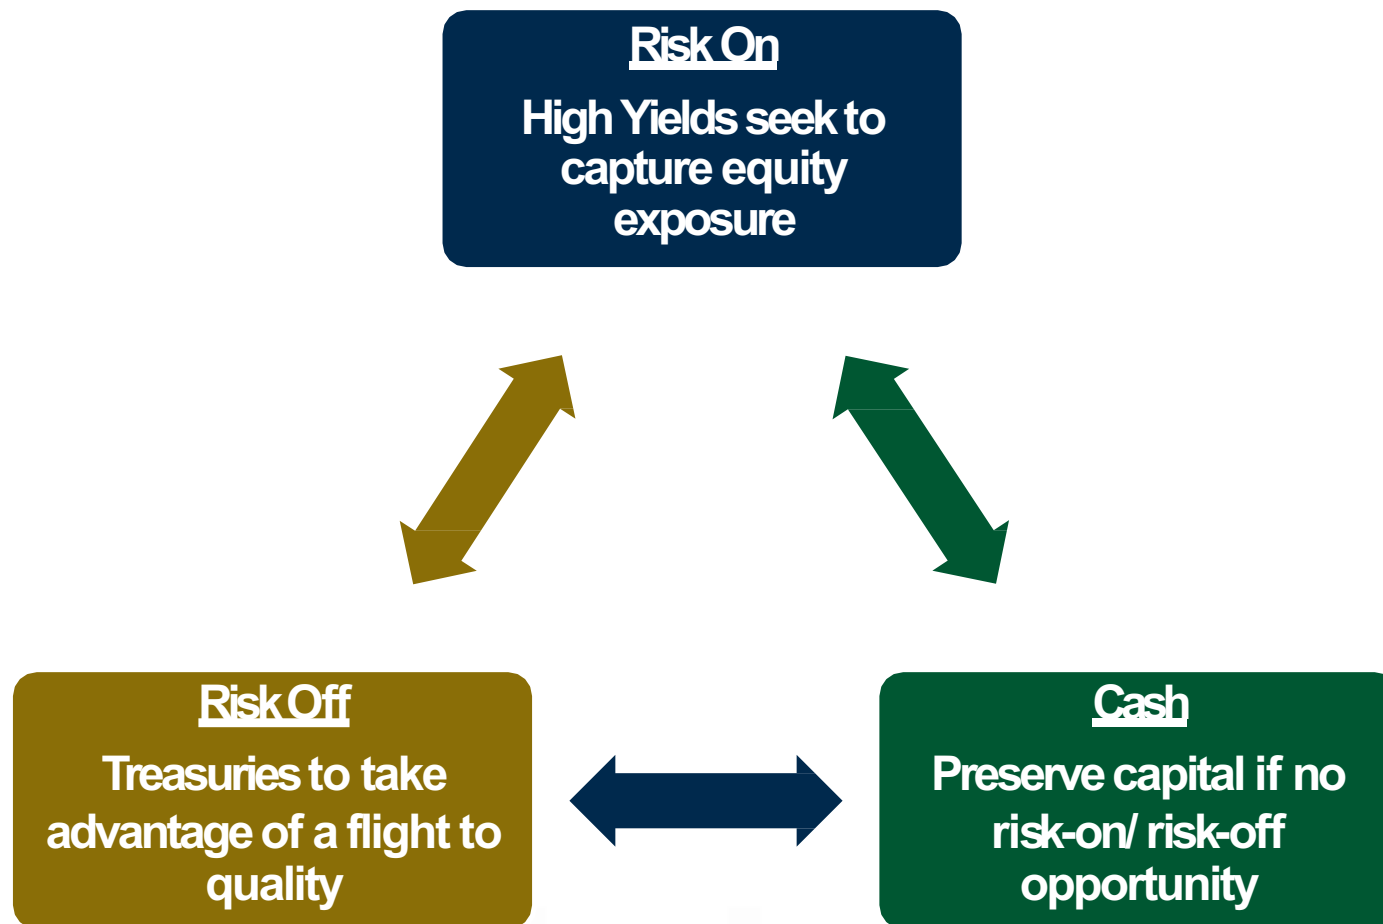 Risk On
High Yields seek to
capture equity
exposure
Risk Off
Treasuries to take
advantage of a flight to
quality
Cash
Preserve capital if no
risk-on/ risk-off
opportunity